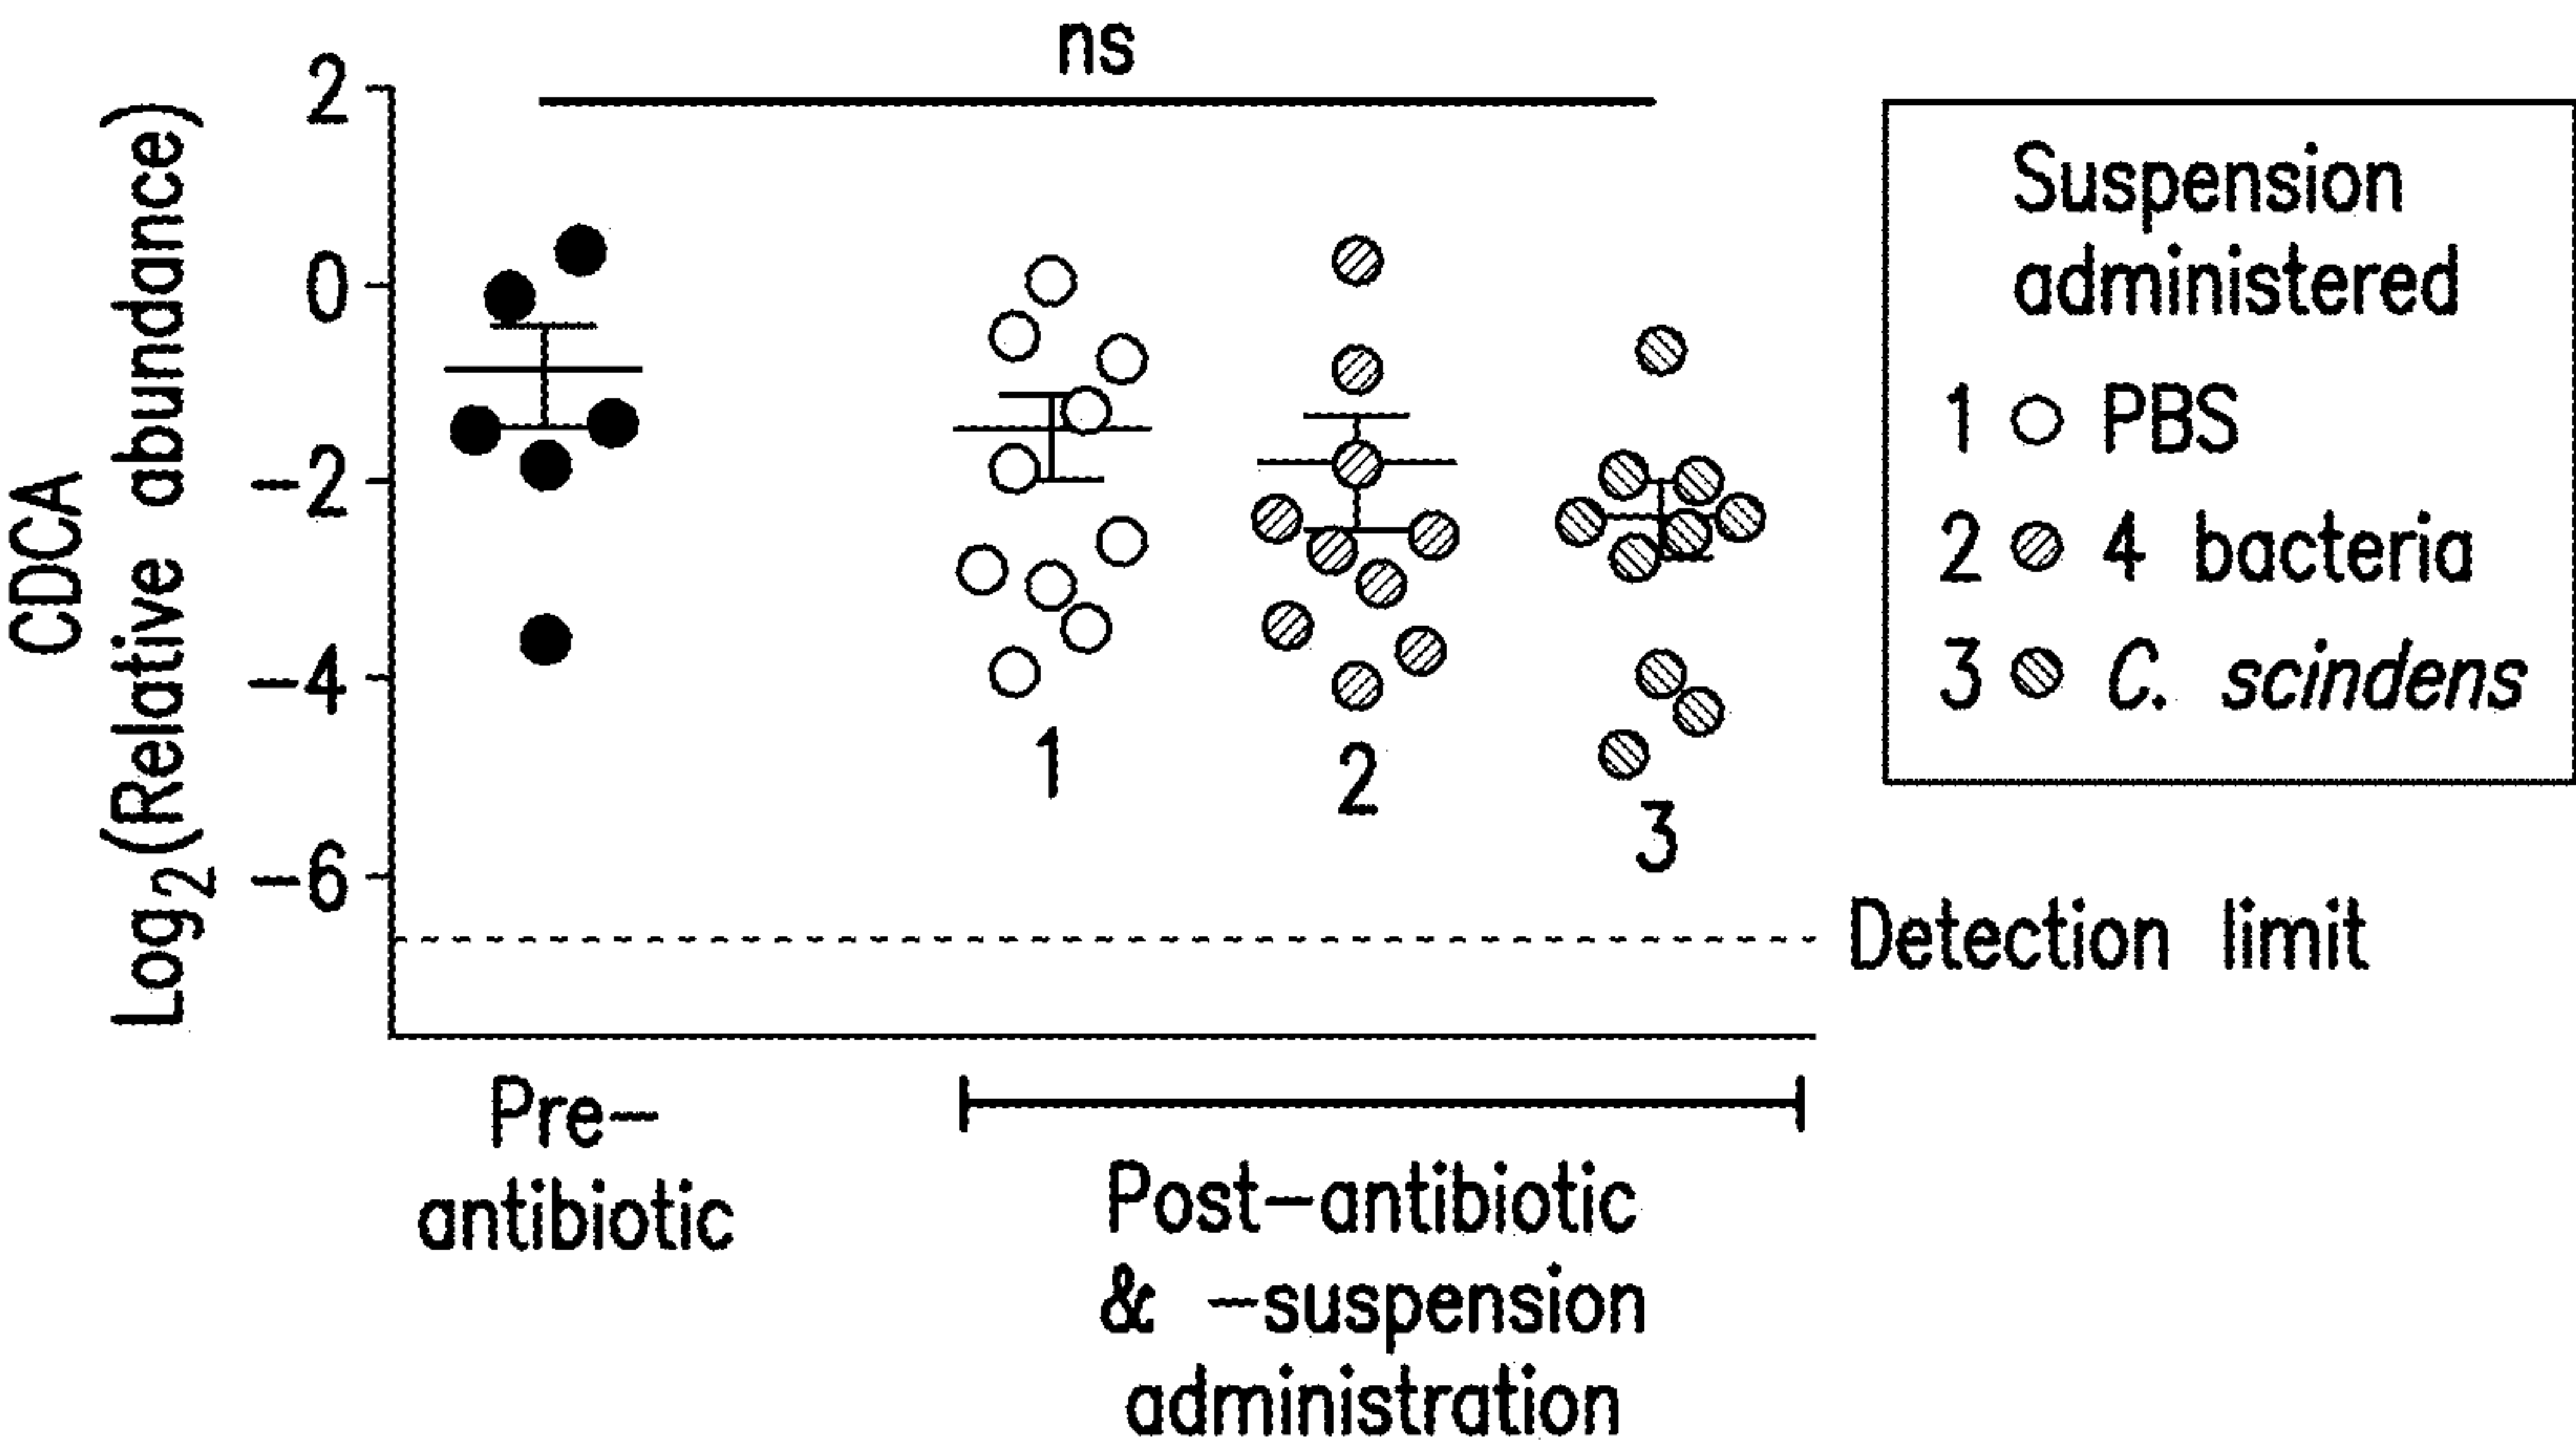 ns
CDCA
Log2(Relative abundance)
2
0
−2
−4
−6
1
2
3
Detection limit
Pre−
antibiotic
Post−antibiotic
& −suspension
administration
Suspension
administered
1 PBS
2 4 bacteria
3 C. scindens